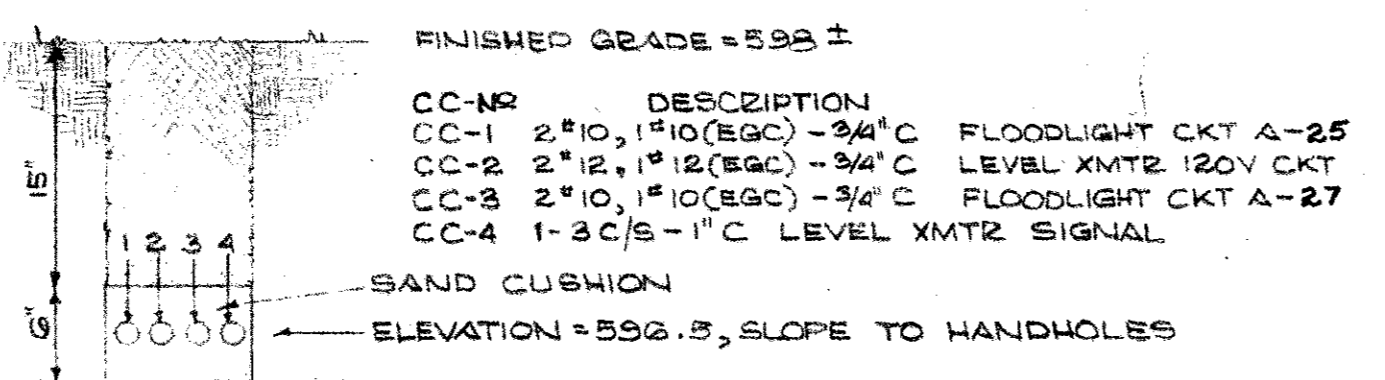 FINISHED GRADE = 598 ±
CC-NO DESCRIPTION
CC-1 2#10, 1#10(EGC) - 3/4"C FLOODLIGHT CKT A-25
CC-2 2#12, 1#12(EGC) - 3/4"C LEVEL XMTR 120V CKT
CC-3 2#10, 1#10(EGC) - 3/4"C FLOODLIGHT CKT A-27
CC-4 1-3C/S-1"C LEVEL XMTR SIGNAL
15"
1 2 3 4
SAND CUSHION
6"
ELEVATION = 596.5, SLOPE TO HANDHOLES